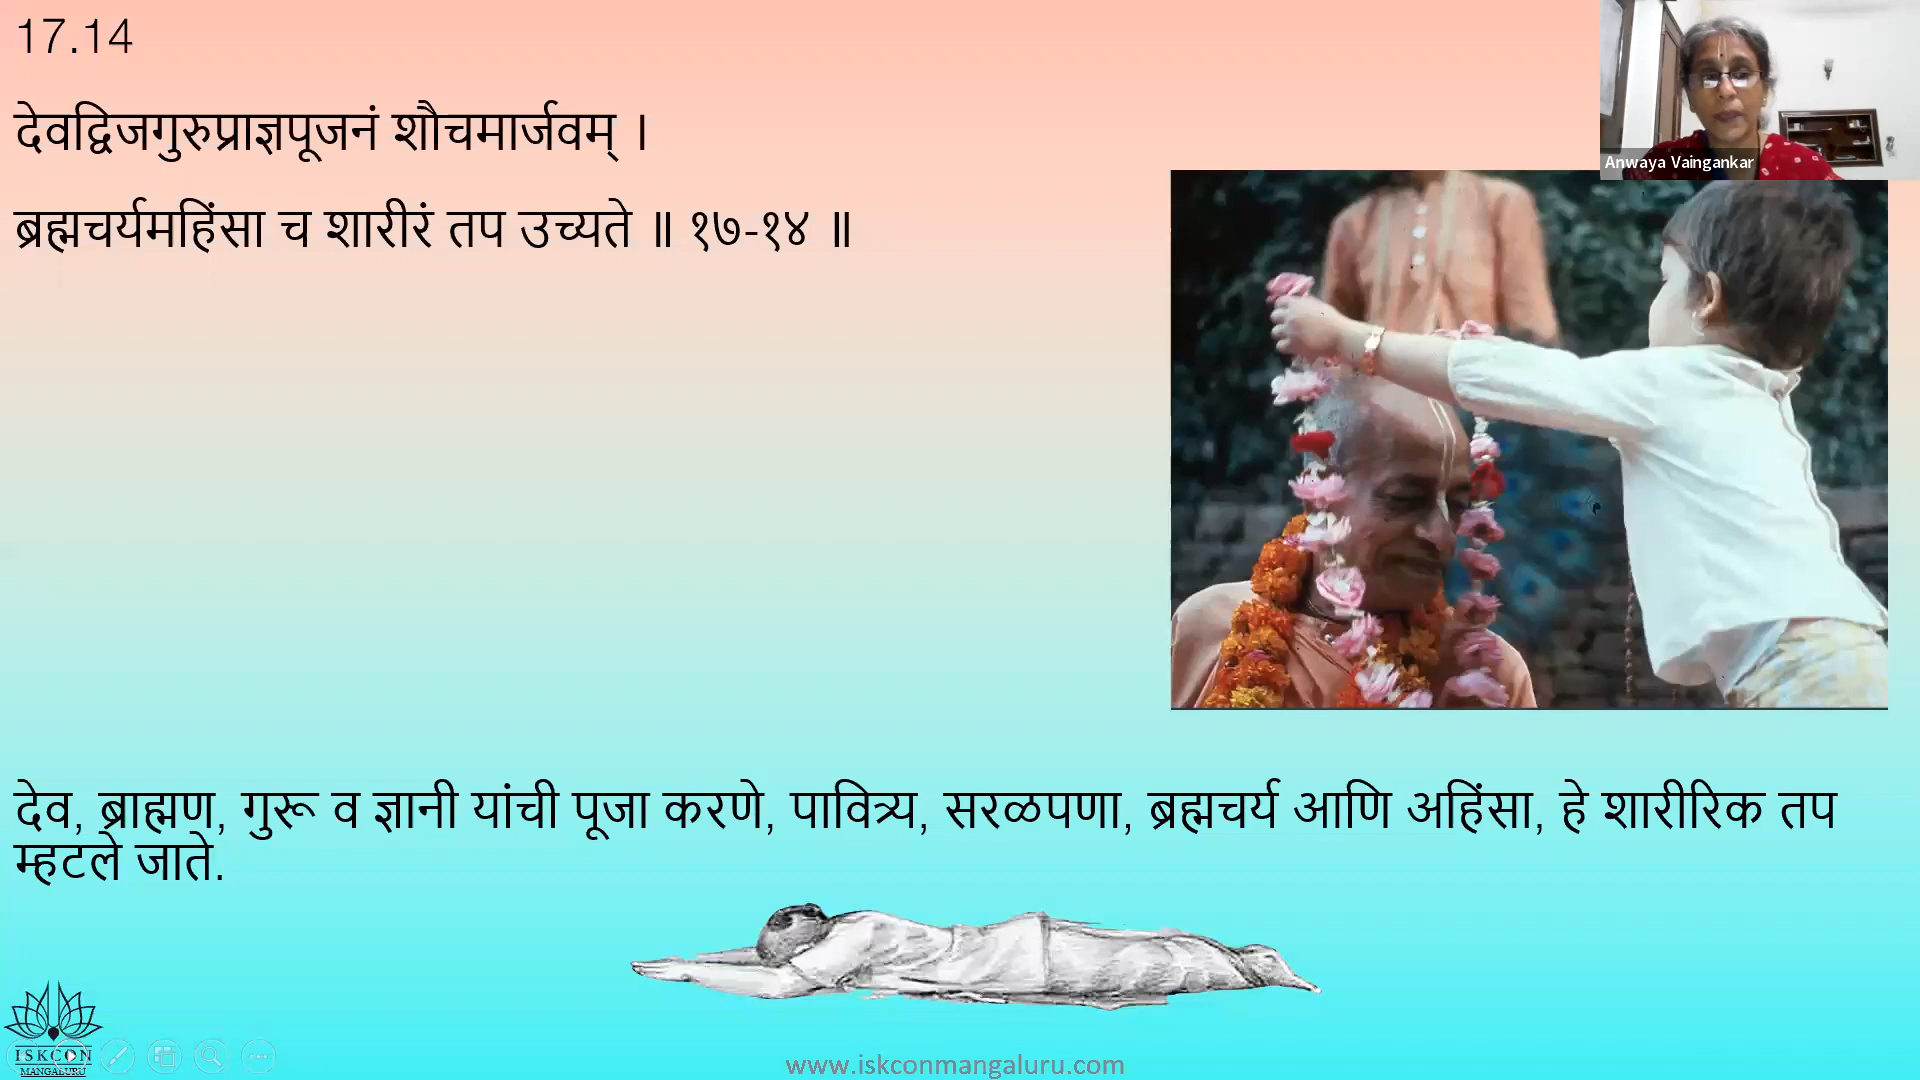 17.14
देवद्विजगुरुप्राज्ञपूजनं शौचमार्जवम् ।
ब्रह्मचर्यमहिंसा च शारीरं तप उच्यते ॥ १७-१४ ॥
Anwaya Vaingankar
देव, ब्राह्मण, गुरू व ज्ञानी यांची पूजा करणे, पावित्र्य, सरळपणा, ब्रह्मचर्य आणि अहिंसा, हे शारीरिक तप
म्हटले जाते.
ISKCON
MANGALURU
www.iskconmangaluru.com